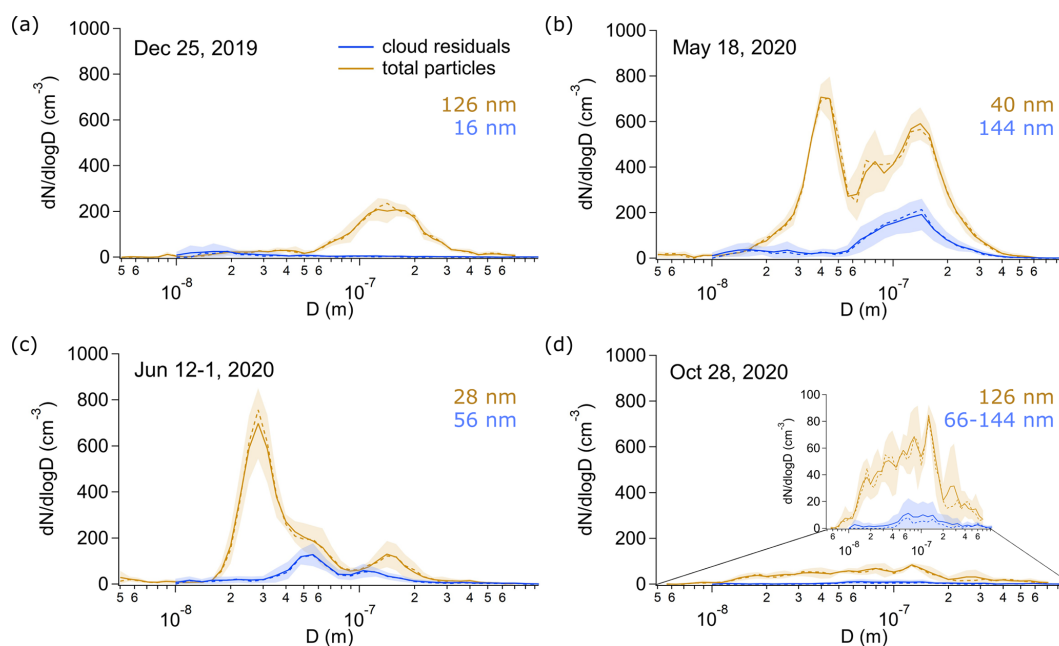 (a)
Dec 25, 2019
cloud residuals
total particles
126 nm
16 nm
dN/dlogD (cm⁻³)
1000
800
600
400
200
0
5 6 2 3 4 5 6 2 3 4 5 6
10⁻⁸ 10⁻⁷
D (m)
(b)
May 18, 2020
40 nm
144 nm
dN/dlogD (cm⁻³)
1000
800
600
400
200
0
5 6 2 3 4 5 6 2 3 4 5 6
10⁻⁸ 10⁻⁷
D (m)
(c)
Jun 12-1, 2020
28 nm
56 nm
dN/dlogD (cm⁻³)
1000
800
600
400
200
0
5 6 2 3 4 5 6 2 3 4 5 6
10⁻⁸ 10⁻⁷
D (m)
(d)
Oct 28, 2020
126 nm
66-144 nm
dN/dlogD (cm⁻³)
100
80
60
40
20
0
6 2 4 6 2 4 6
10⁻⁸ 10⁻⁷
dN/dlogD (cm⁻³)
1000
800
600
400
200
0
5 6 2 3 4 5 6 2 3 4 5 6
10⁻⁸ 10⁻⁷
D (m)